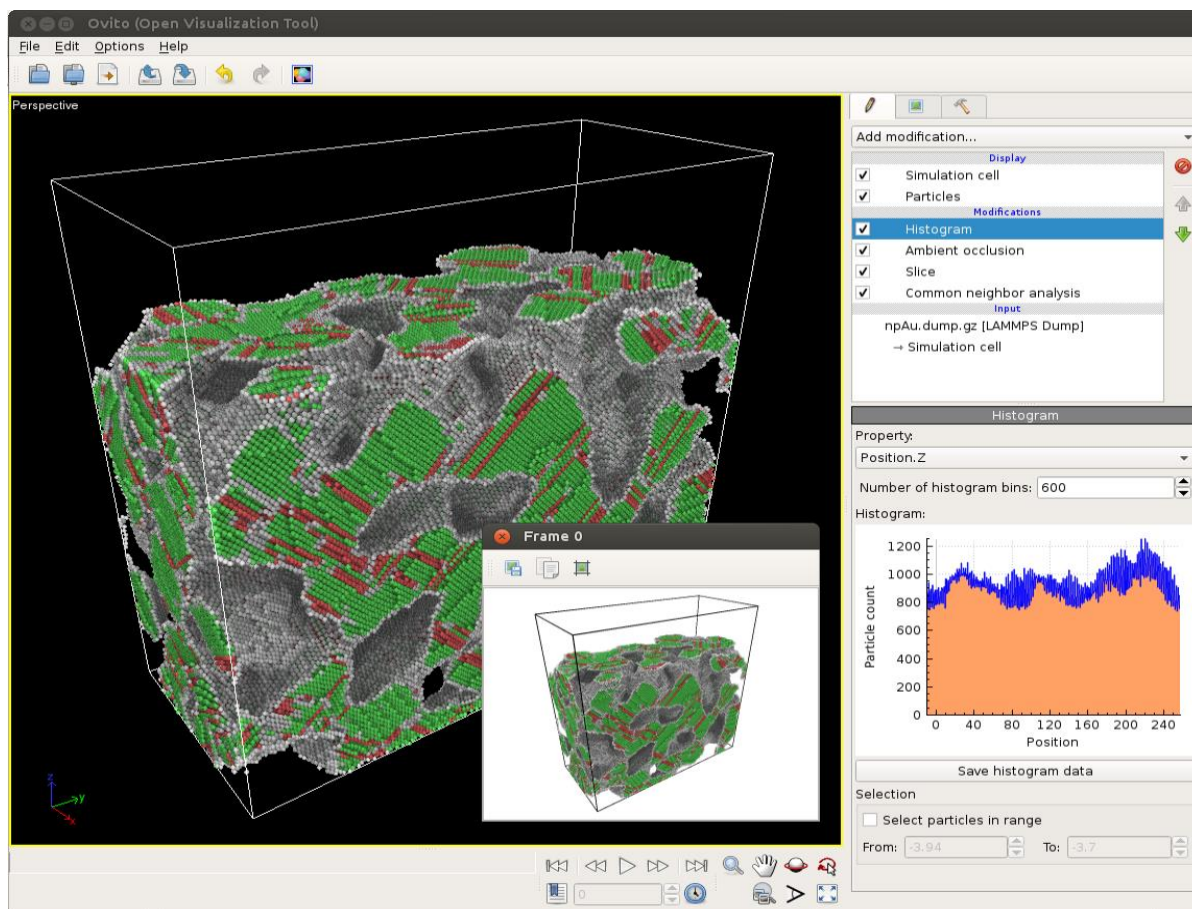 Ovito (Open Visualization Tool)
File Edit Options Help
Perspective
z
y
x
Add modification...
Display
Simulation cell
Particles
Modifications
Histogram
Ambient occlusion
Slice
Common neighbor analysis
Input
npAu.dump.gz [LAMMPS Dump]
→ Simulation cell
Histogram
Property:
Position.Z
Number of histogram bins: 600
Histogram:
1200
1000
800
600
400
200
0
Particle count
0 40 80 120 160 200 240
Position
Save histogram data
Selection
Select particles in range
From: -3.94 To: -3.7
Frame 0
0